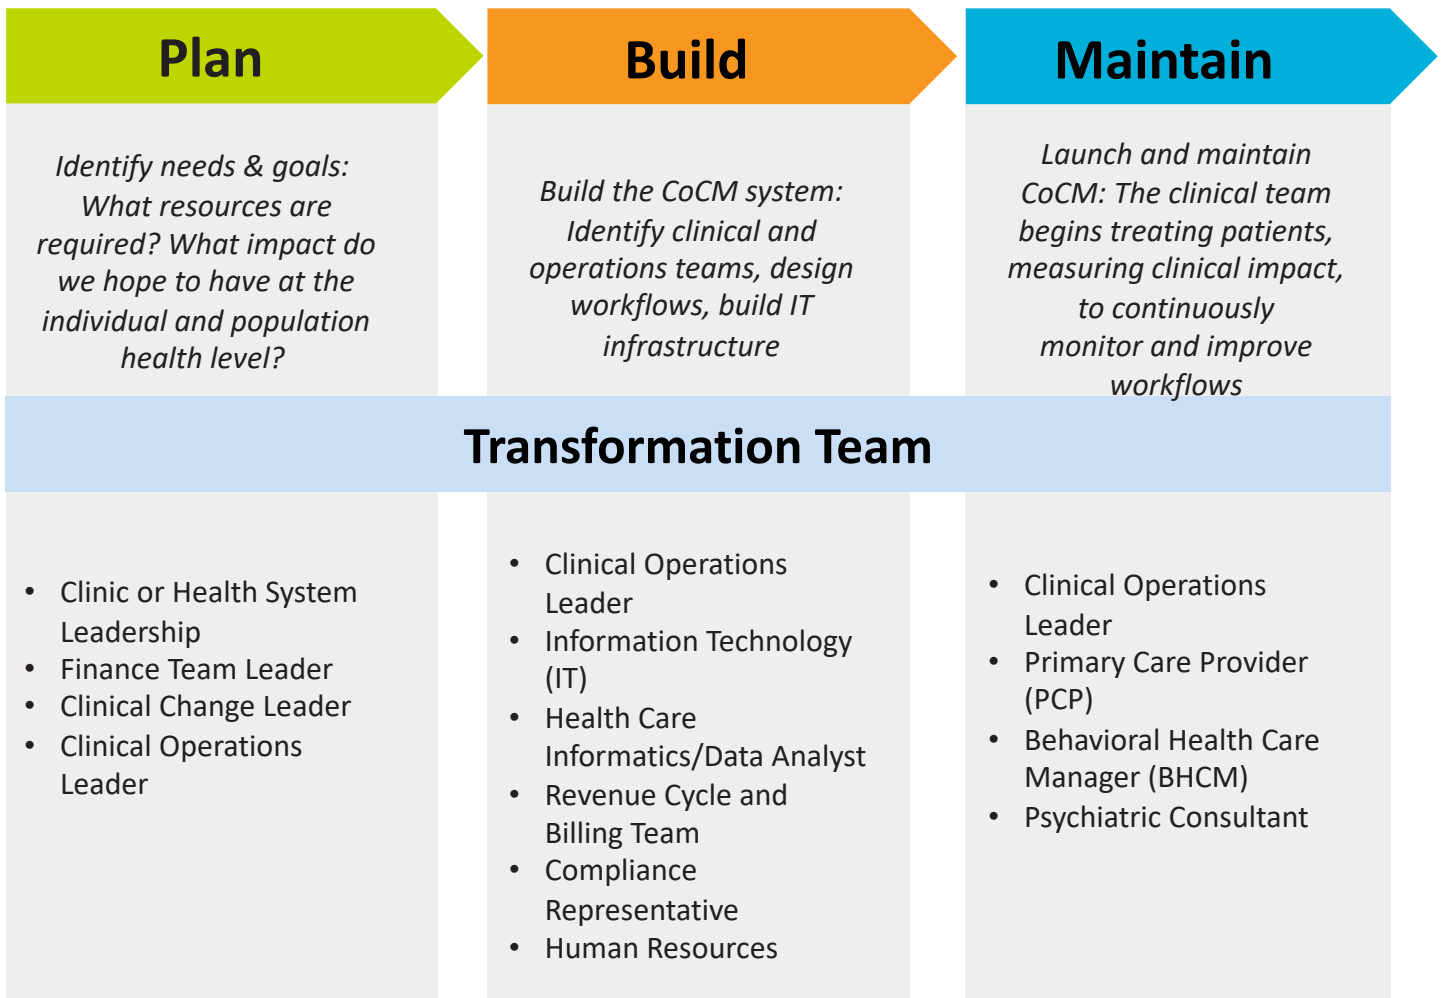 Plan
Identify needs & goals:
What resources are
required? What impact do
we hope to have at the
individual and population
health level?
Build
Build the CoCM system:
Identify clinical and
operations teams, design
workflows, build IT
infrastructure
Maintain
Launch and maintain
CoCM: The clinical team
begins treating patients,
measuring clinical impact,
to continuously
monitor and improve
workflows
Transformation Team
• Clinic or Health System
Leadership
• Finance Team Leader
• Clinical Change Leader
• Clinical Operations
Leader
• Clinical Operations
Leader
• Information Technology
(IT)
• Health Care
Informatics/Data Analyst
• Revenue Cycle and
Billing Team
• Compliance
Representative
• Human Resources
• Clinical Operations
Leader
• Primary Care Provider
(PCP)
• Behavioral Health Care
Manager (BHCM)
• Psychiatric Consultant